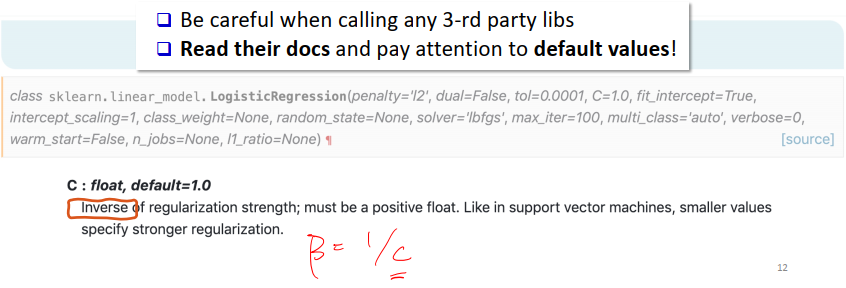 ❑ Be careful when calling any 3-rd party libs
❑ Read their docs and pay attention to default values!
class sklearn.linear_model.LogisticRegression(penalty='l2', dual=False, tol=0.0001, C=1.0, fit_intercept=True,
intercept_scaling=1, class_weight=None, random_state=None, solver='lbfgs', max_iter=100, multi_class='auto', verbose=0,
warm_start=False, n_jobs=None, l1_ratio=None) ¶ [source]
C : float, default=1.0
Inverse of regularization strength; must be a positive float. Like in support vector machines, smaller values
specify stronger regularization.
β = 1/C
12